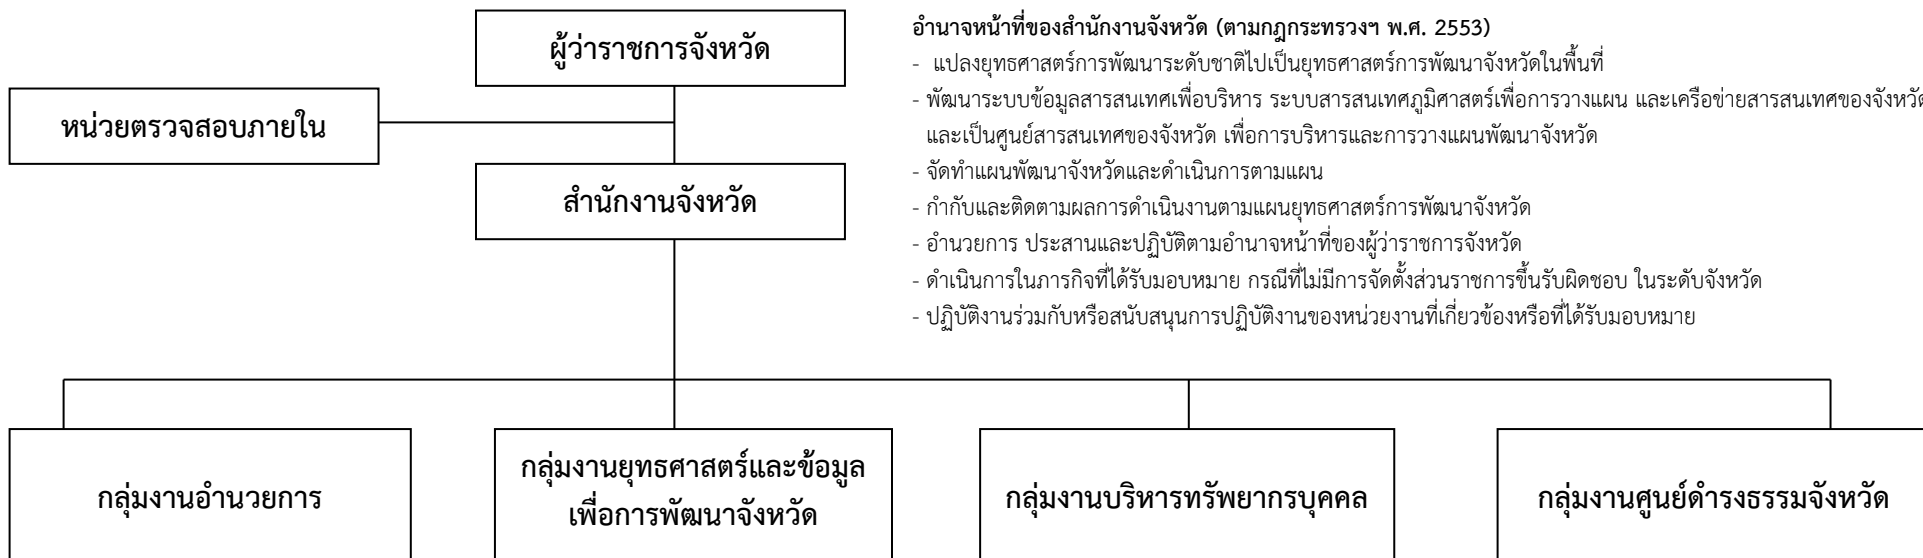 ผู้ว่าราชการจังหวัด
หน่วยตรวจสอบภายใน
สำนักงานจังหวัด
อำนาจหน้าที่ของสำนักงานจังหวัด (ตามกฎกระทรวงฯ พ.ศ. 2553)
- แปลงยุทธศาสตร์การพัฒนาระดับชาติไปเป็นยุทธศาสตร์การพัฒนาจังหวัดในพื้นที่
- พัฒนาระบบข้อมูลสารสนเทศเพื่อบริหาร ระบบสารสนเทศภูมิศาสตร์เพื่อการวางแผน และเครือข่ายสารสนเทศของจังหวัด
และเป็นศูนย์สารสนเทศของจังหวัด เพื่อการบริหารและการวางแผนพัฒนาจังหวัด
- จัดทำแผนพัฒนาจังหวัดและดำเนินการตามแผน
- กำกับและติดตามผลการดำเนินงานตามแผนยุทธศาสตร์การพัฒนาจังหวัด
- อำนวยการ ประสานและปฏิบัติตามอำนาจหน้าที่ของผู้ว่าราชการจังหวัด
- ดำเนินการในภารกิจที่ได้รับมอบหมาย กรณีที่ไม่มีการจัดตั้งส่วนราชการขึ้นรับผิดชอบ ในระดับจังหวัด
- ปฏิบัติงานร่วมกับหรือสนับสนุนการปฏิบัติงานของหน่วยงานที่เกี่ยวข้องหรือที่ได้รับมอบหมาย
กลุ่มงานอำนวยการ
กลุ่มงานยุทธศาสตร์และข้อมูล
เพื่อการพัฒนาจังหวัด
กลุ่มงานบริหารทรัพยากรบุคคล
กลุ่มงานศูนย์ดำรงธรรมจังหวัด